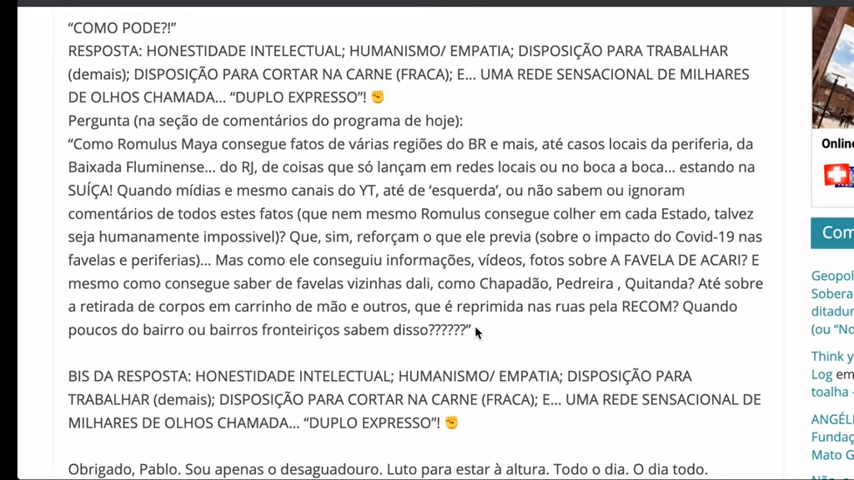 “COMO PODE?!”
RESPOSTA: HONESTIDADE INTELECTUAL; HUMANISMO/ EMPATIA; DISPOSIÇÃO PARA TRABALHAR
(demais); DISPOSIÇÃO PARA CORTAR NA CARNE (FRACA); E... UMA REDE SENSACIONAL DE MILHARES
DE OLHOS CHAMADA... “DUPLO EXPRESSO”! ✊
Pergunta (na seção de comentários do programa de hoje):
“Como Romulus Maya consegue fatos de várias regiões do BR e mais, até casos locais da periferia, da
Baixada Fluminense... do RJ, de coisas que só lançam em redes locais ou no boca a boca... estando na
SUÍÇA! Quando mídias e mesmo canais do YT, até de ‘esquerda’, ou não sabem ou ignoram
comentários de todos estes fatos (que nem mesmo Romulus consegue colher em cada Estado, talvez
seja humanamente impossivel)? Que, sim, reforçam o que ele previa (sobre o impacto do Covid-19 nas
favelas e periferias)... Mas como ele conseguiu informações, vídeos, fotos sobre A FAVELA DE ACARI? E
mesmo como consegue saber de favelas vizinhas dali, como Chapadão, Pedreira , Quitanda? Até sobre
a retirada de corpos em carrinho de mão e outros, que é reprimida nas ruas pela RECOM? Quando
poucos do bairro ou bairros fronteiriços sabem disso??????”
BIS DA RESPOSTA: HONESTIDADE INTELECTUAL; HUMANISMO/ EMPATIA; DISPOSIÇÃO PARA
TRABALHAR (demais); DISPOSIÇÃO PARA CORTAR NA CARNE (FRACA); E... UMA REDE SENSACIONAL DE
MILHARES DE OLHOS CHAMADA... “DUPLO EXPRESSO”! ✊
Obrigado, Pablo. Sou apenas o desaguadouro. Luto para estar à altura. Todo o dia. O dia todo.
Online
Com
Geopol
Sobera
ditadur
(ou “No
Think y
Log em
toalha
ANGÉL
Fundaç
Mato G